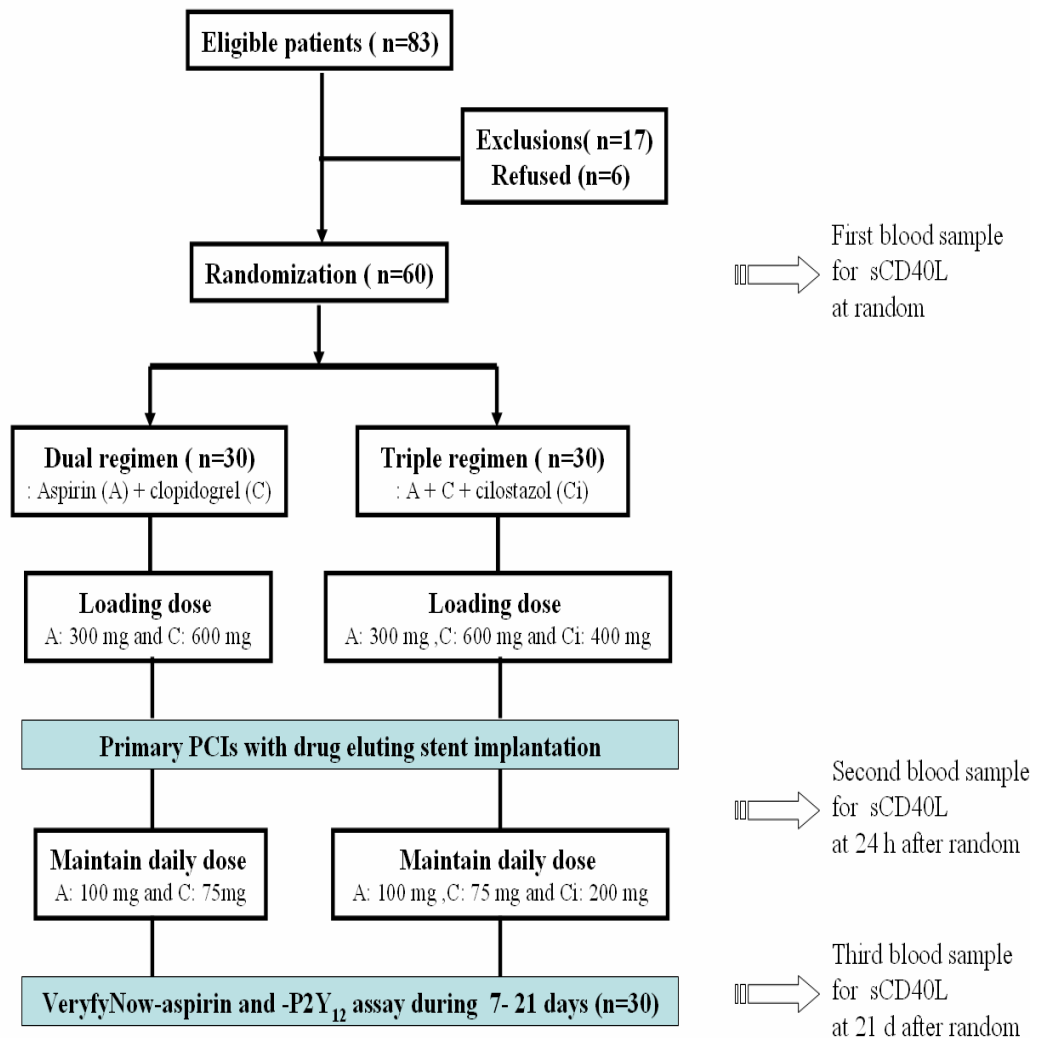 Eligible patients ( n=83)
Exclusions( n=17)
Refused (n=6)
Randomization ( n=60)
First blood sample
for sCD40L
at random
Dual regimen ( n=30)
: Aspirin (A) + clopidogrel (C)
Triple regimen ( n=30)
: A + C + cilostazol (Ci)
Loading dose
A: 300 mg and C: 600 mg
Loading dose
A: 300 mg ,C: 600 mg and Ci: 400 mg
Primary PCIs with drug eluting stent implantation
Second blood sample
for sCD40L
at 24 h after random
Maintain daily dose
A: 100 mg and C: 75mg
Maintain daily dose
A: 100 mg ,C: 75 mg and Ci: 200 mg
VeryfyNow-aspirin and -P2Y12 assay during 7- 21 days (n=30)
Third blood sample
for sCD40L
at 21 d after random